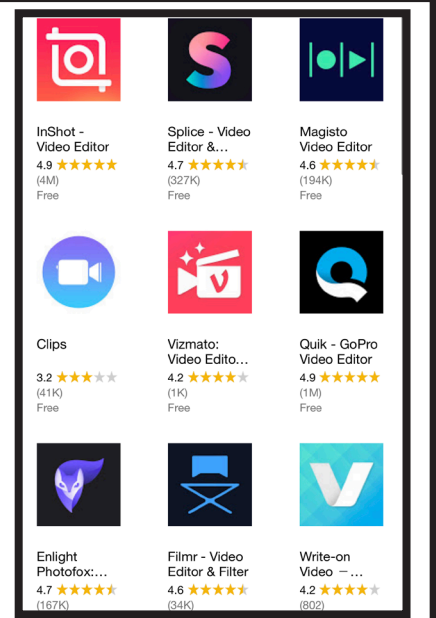 InShot -
Video Editor
4.9
(4M)
Free
Splice - Video
Editor &...
4.7
(327K)
Free
Magisto
Video Editor
4.6
(194K)
Free
Clips
3.2
(41K)
Free
Vizmato:
Video Edito...
4.2
(1K)
Free
Quik - GoPro
Video Editor
4.9
(1M)
Free
Enlight
Photofox:...
4.7
(167K)
Filmr - Video
Editor & Filter
4.6
(34K)
Write-on
Video – ...
4.2
(802)